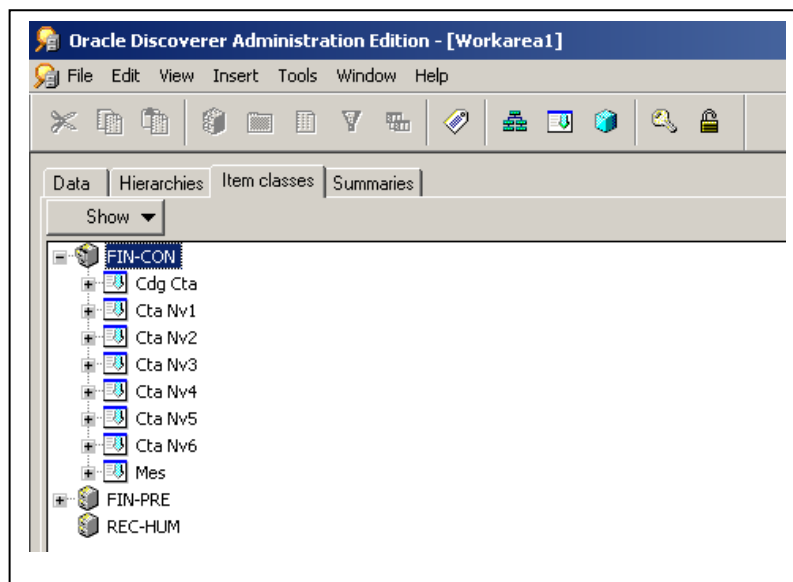 Oracle Discoverer Administration Edition - [Workarea1]
File Edit View Insert Tools Window Help
Data Hierarchies Item classes Summaries
Show
FIN-CON
Cdg Cta
Cta Nv1
Cta Nv2
Cta Nv3
Cta Nv4
Cta Nv5
Cta Nv6
Mes
FIN-PRE
REC-HUM